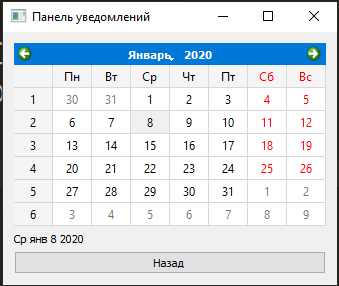 Панель уведомлений
Январь, 2020
Пн Вт Ср Чт Пт Сб Вс
1 30 31 1 2 3 4 5
2 6 7 8 9 10 11 12
3 13 14 15 16 17 18 19
4 20 21 22 23 24 25 26
5 27 28 29 30 31 1 2
6 3 4 5 6 7 8 9
Ср янв 8 2020
Назад